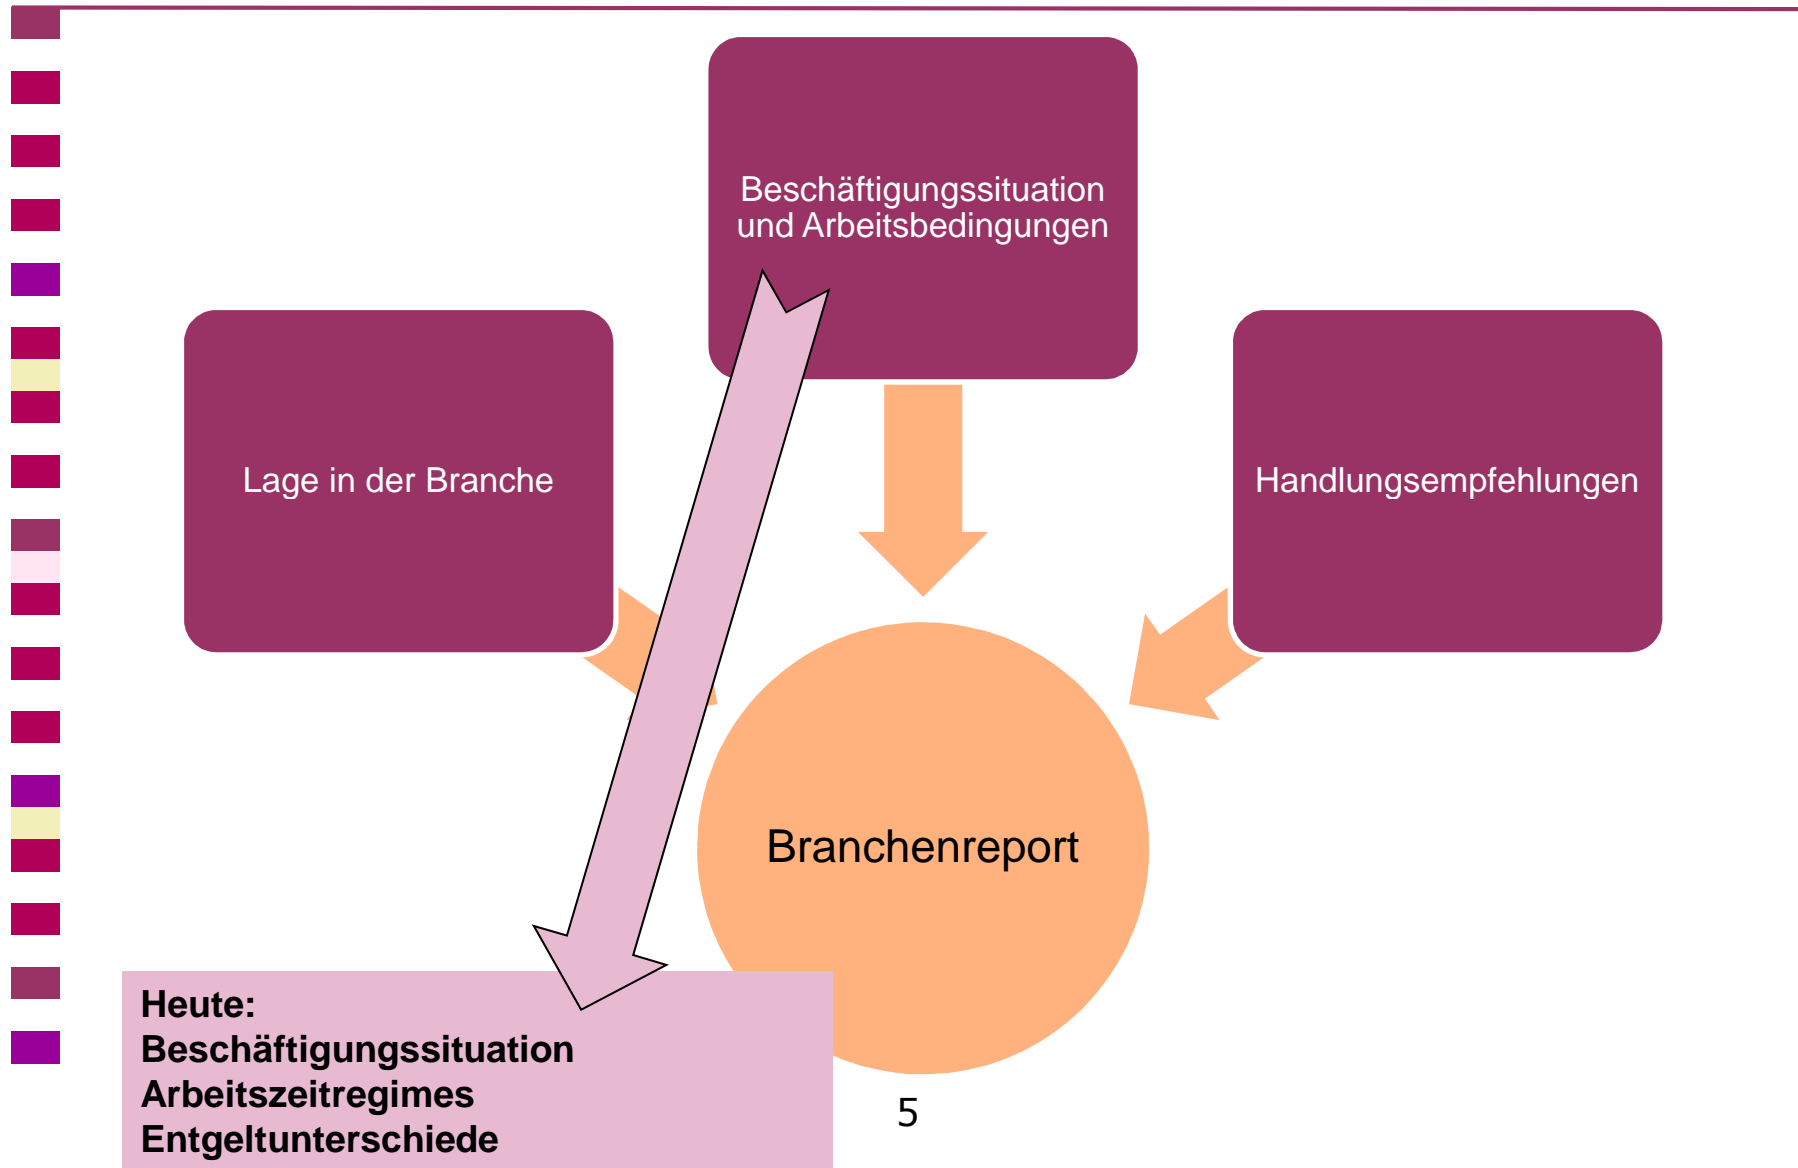 Beschäftigungssituation
und Arbeitsbedingungen
Lage in der Branche
Handlungsempfehlungen
Branchenreport
Heute:
Beschäftigungssituation
Arbeitszeitregimes
Entgeltunterschiede
5